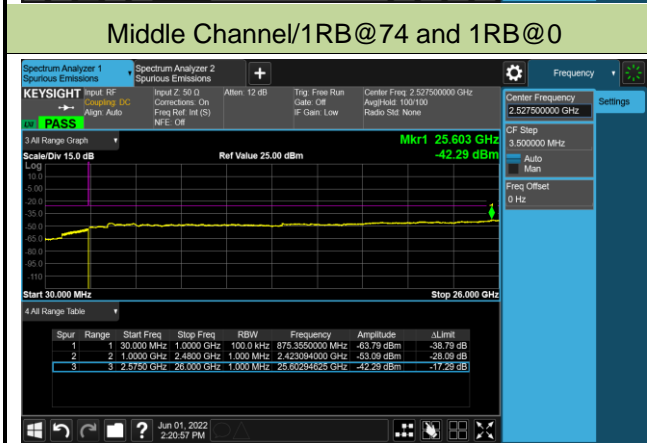 Middle Channel/1RB@74 and 1RB@0
Spectrum Analyzer 1
Spurious Emissions
Spectrum Analyzer 2
Spurious Emissions
+
Frequency
KEYSIGHT
Input: RF
Coupling: DC
Align: Auto
Input Z: 50 Ω
Corrections: On
Freq Ref: Int (S)
NFE: Off
Atten: 12 dB
Trig: Free Run
Gate: Off
IF Gain: Low
Center Freq: 2.527500000 GHz
Avg|Hold: 100/100
Radio Std: None
PASS
Center Frequency
2.527500000 GHz
Settings
CF Step
3.500000 MHz
Auto
Man
Freq Offset
0 Hz
3 All Range Graph
Mkr1 25.603 GHz
Scale/Div 15.0 dB
Ref Value 25.00 dBm
-42.29 dBm
Log
10.0
-5.00
-20.0
-35.0
-50.0
-65.0
-80.0
-95.0
-110
1
Start 30.000 MHz
Stop 26.000 GHz
4 All Range Table
Spur Range Start Freq Stop Freq RBW Frequency Amplitude ΔLimit
1 1 30.000 MHz 1.0000 GHz 100.0 kHz 875.3550000 MHz -63.79 dBm -38.79 dB
2 2 1.0000 GHz 2.4800 GHz 1.000 MHz 2.423094000 GHz -53.09 dBm -28.09 dB
3 3 2.5750 GHz 26.000 GHz 1.000 MHz 25.60294625 GHz -42.29 dBm -17.29 dB
?
Jun 01, 2022
2:20:57 PM